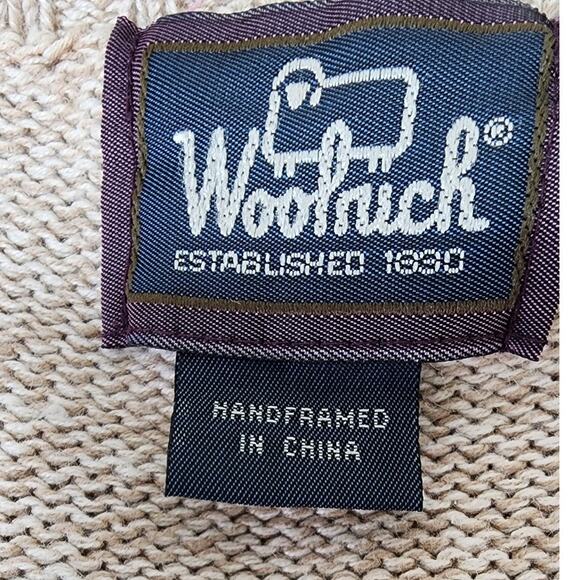 Woolrich®
ESTABLISHED 1830
HANDFRAMED
IN CHINA